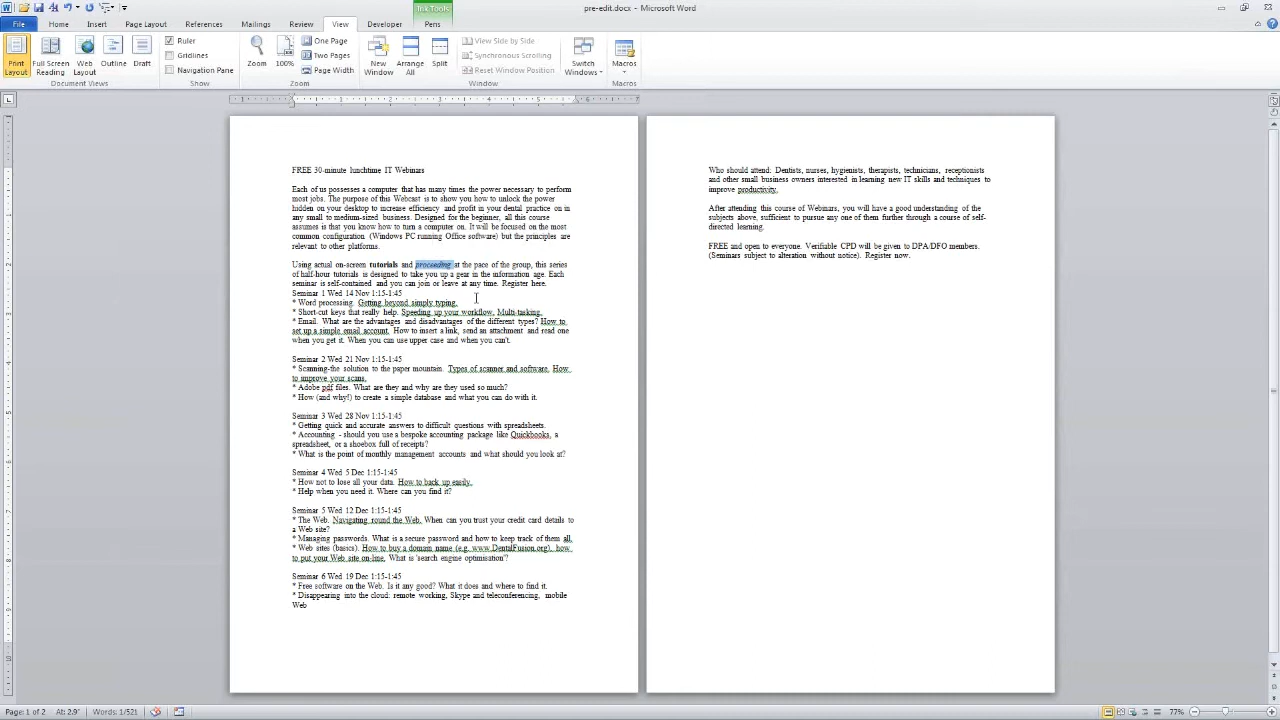 Ink Tools
pre-edit.docx - Microsoft Word
File Home Insert Page Layout References Mailings Review View Developer Pens
Print Layout
Full Screen Reading
Web Layout
Outline
Draft
Ruler
Gridlines
Navigation Pane
Zoom
100%
One Page
Two Pages
Page Width
New Window
Arrange All
Split
View Side by Side
Synchronous Scrolling
Reset Window Position
Switch Windows
Macros
Document Views Show Zoom Window Macros
FREE 30-minute lunchtime IT Webinars
Each of us possesses a computer that has many times the power necessary to perform
most jobs. The purpose of this Webcast is to show you how to unlock the power
hidden on your desktop to increase efficiency and profit in your dental practice on in
any small to medium-sized business. Designed for the beginner, all this course
assumes is that you know how to turn a computer on. It will be focused on the most
common configuration (Windows PC running Office software) but the principles are
relevant to other platforms.
Using actual on-screen tutorials and proceeding at the pace of the group, this series
of half-hour tutorials is designed to take you up a gear in the information age. Each
seminar is self-contained and you can join or leave at any time. Register here.
Seminar 1 Wed 14 Nov 1:15-1:45
* Word processing. Getting beyond simply typing.
* Short-cut keys that really help. Speeding up your workflow. Multi-tasking.
* Email. What are the advantages and disadvantages of the different types? How to
set up a simple email account. How to insert a link, send an attachment and read one
when you get it. When you can use upper case and when you can't.
Seminar 2 Wed 21 Nov 1:15-1:45
* Scanning-the solution to the paper mountain. Types of scanner and software. How
to improve your scans.
* Adobe pdf files. What are they and why are they used so much?
* How (and why!) to create a simple database and what you can do with it.
Seminar 3 Wed 28 Nov 1:15-1:45
* Getting quick and accurate answers to difficult questions with spreadsheets.
* Accounting - should you use a bespoke accounting package like Quickbooks, a
spreadsheet, or a shoebox full of receipts?
* What is the point of monthly management accounts and what should you look at?
Seminar 4 Wed 5 Dec 1:15-1:45
* How not to lose all your data. How to back up easily.
* Help when you need it. Where can you find it?
Seminar 5 Wed 12 Dec 1:15-1:45
* The Web. Navigating round the Web. When can you trust your credit card details to
a Web site?
* Managing passwords. What is a secure password and how to keep track of them all.
* Web sites (basics). How to buy a domain name (e.g. www.DentalFusion.org), how
to put your Web site on-line. What is 'search engine optimisation'?
Seminar 6 Wed 19 Dec 1:15-1:45
* Free software on the Web. Is it any good? What it does and where to find it.
* Disappearing into the cloud: remote working, Skype and teleconferencing, mobile
Web
Who should attend: Dentists, nurses, hygienists, therapists, technicians, receptionists
and other small business owners interested in learning new IT skills and techniques to
improve productivity.
After attending this course of Webinars, you will have a good understanding of the
subjects above, sufficient to pursue any one of them further through a course of self-
directed learning.
FREE and open to everyone. Verifiable CPD will be given to DPA/DFO members.
(Seminars subject to alteration without notice). Register now.
Page: 1 of 2 At: 2.9" Words: 1/521 77%